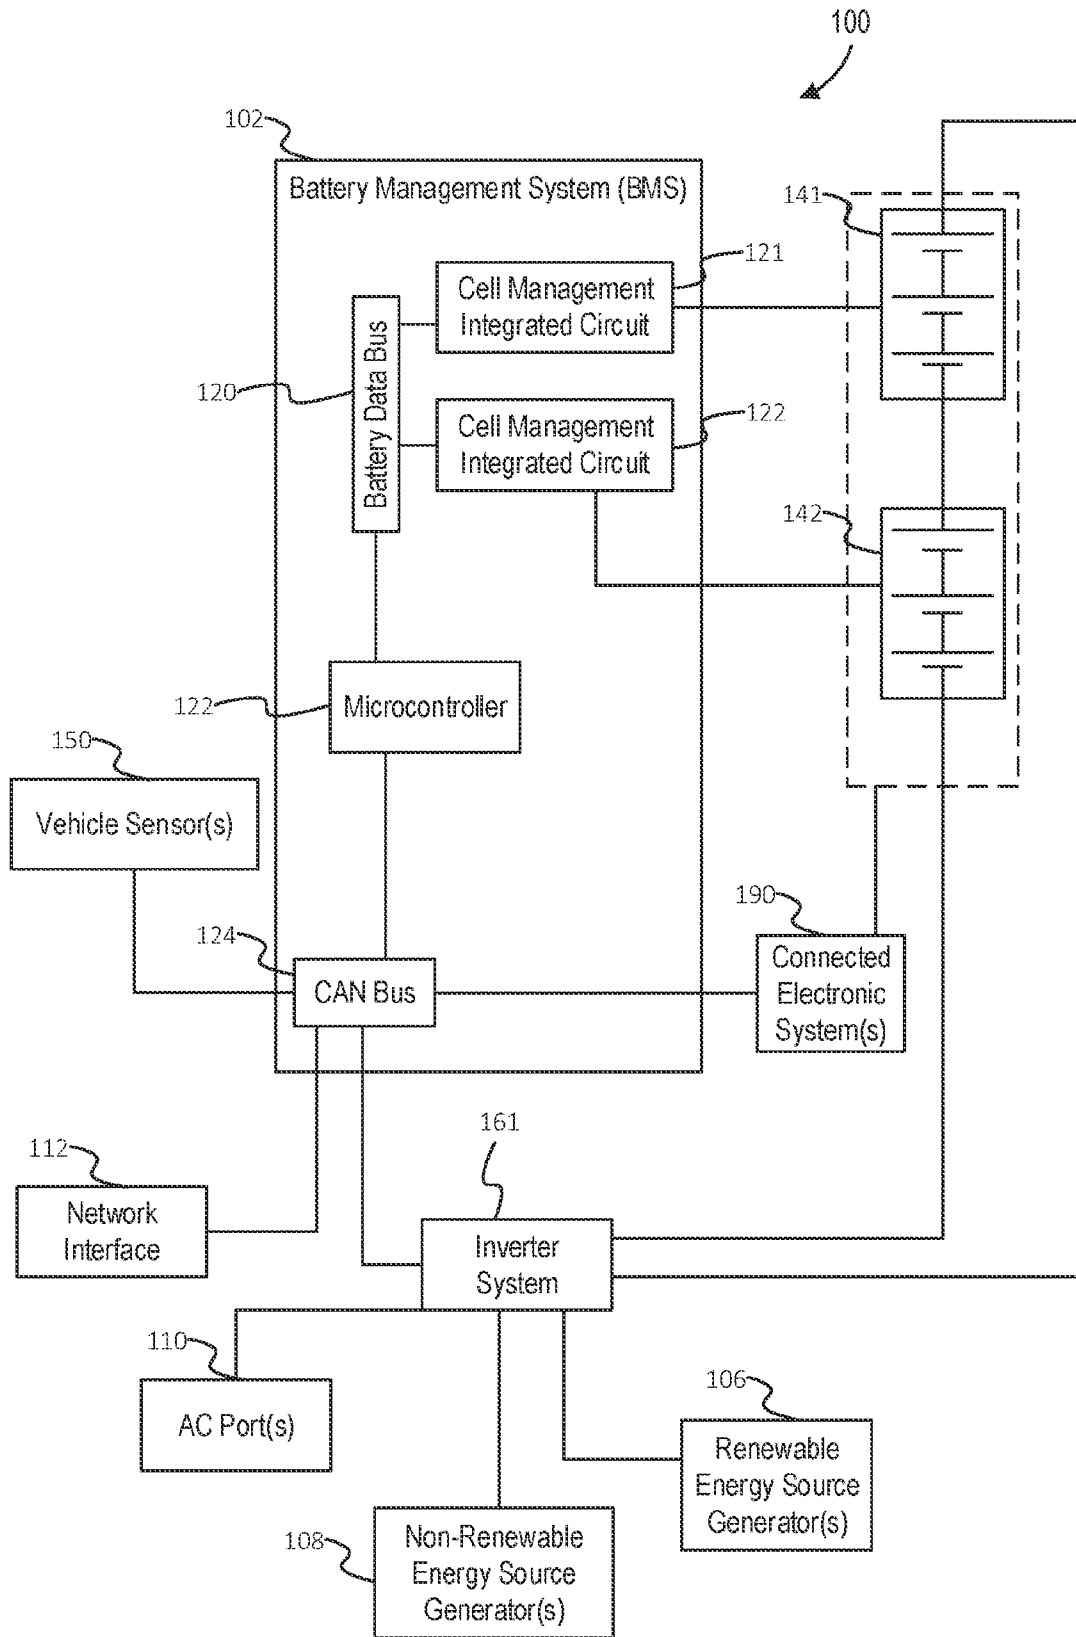 100
102
Battery Management System (BMS)
141
121
Cell Management
Integrated Circuit
Battery Data Bus
120
122
Cell Management
Integrated Circuit
142
122
Microcontroller
150
Vehicle Sensor(s)
190
124
Connected
Electronic
System(s)
CAN Bus
161
112
Network
Interface
Inverter
System
110
AC Port(s)
106
Renewable
Energy Source
Generator(s)
108
Non-Renewable
Energy Source
Generator(s)